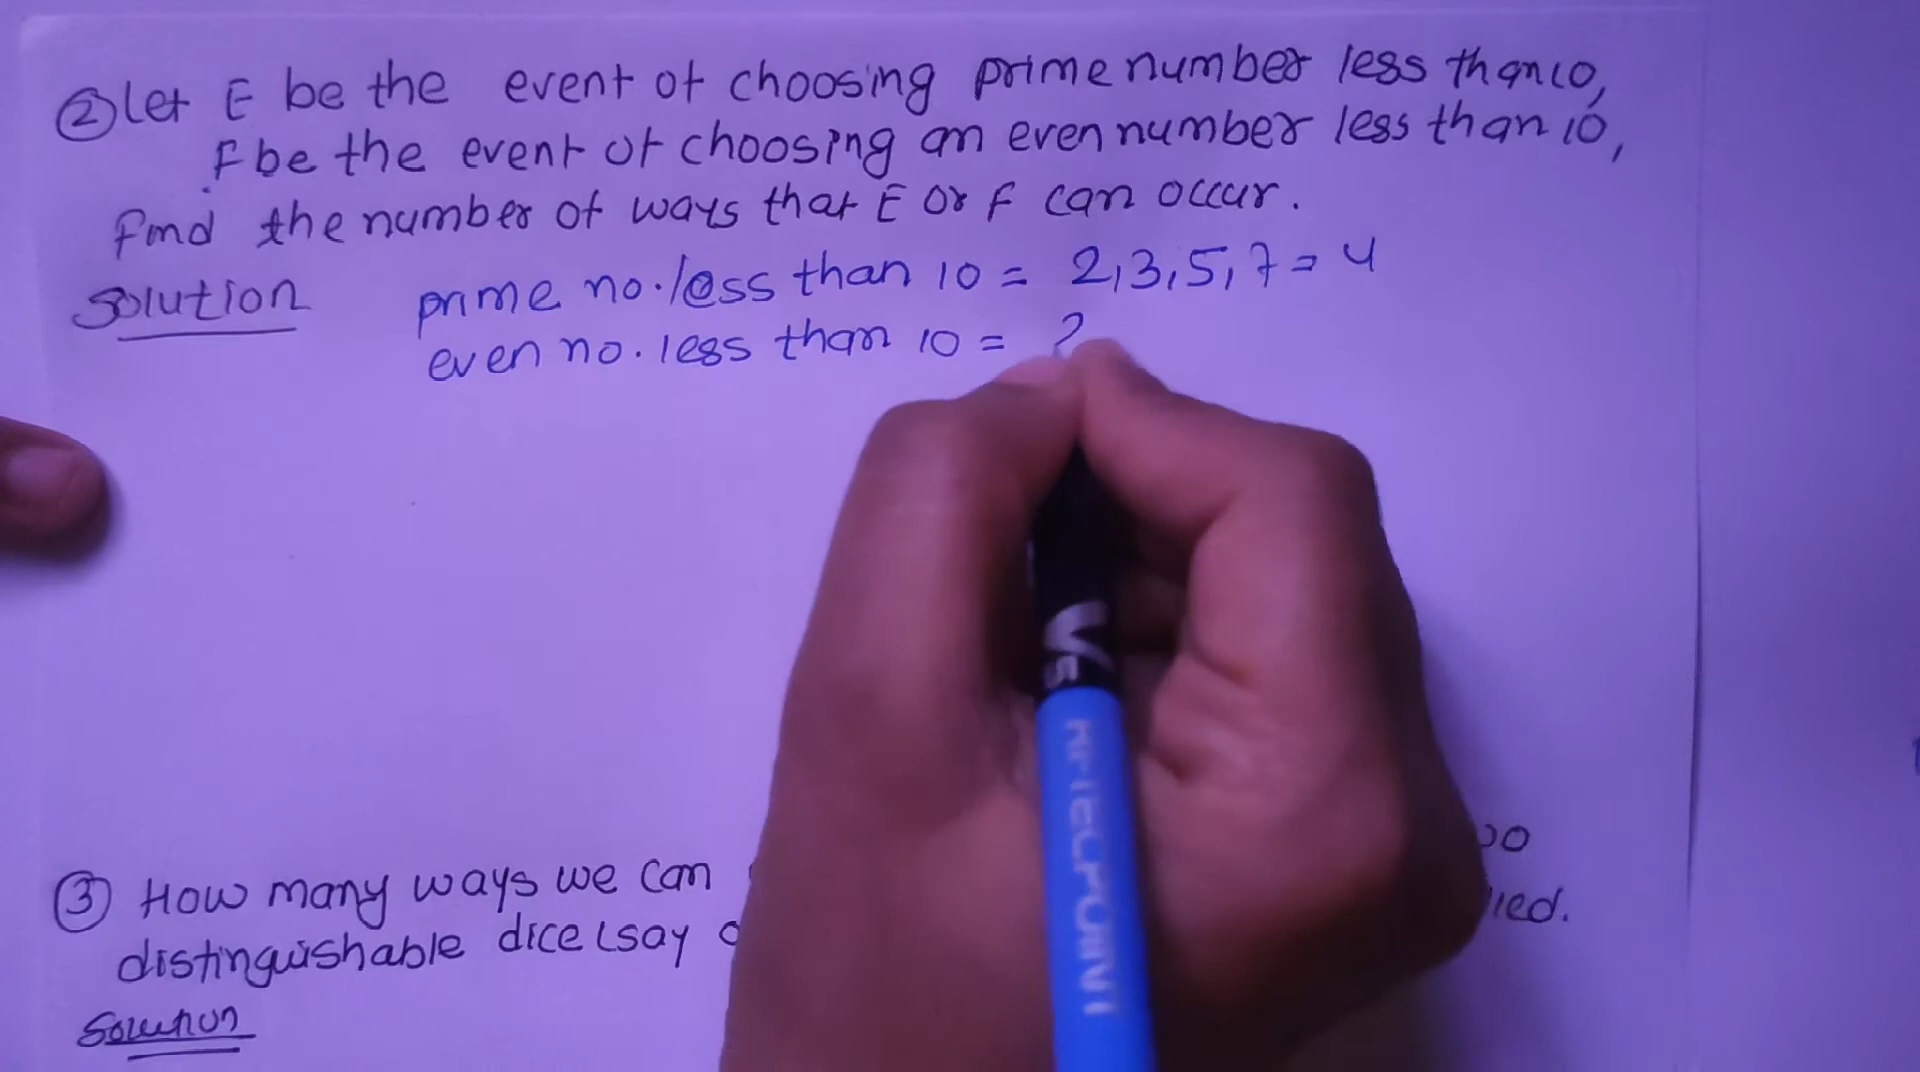 ② Let E be the event of choosing prime number less than 10,
F be the event of choosing an even number less than 10,
find the number of ways that E or F can occur.
Solution
prime no. less than 10 = 2,3,5,7 = 4
even no. less than 10 = 2
③ How many ways we can
distinguishable dice (say
Solution
V5
HI-TECPOINT